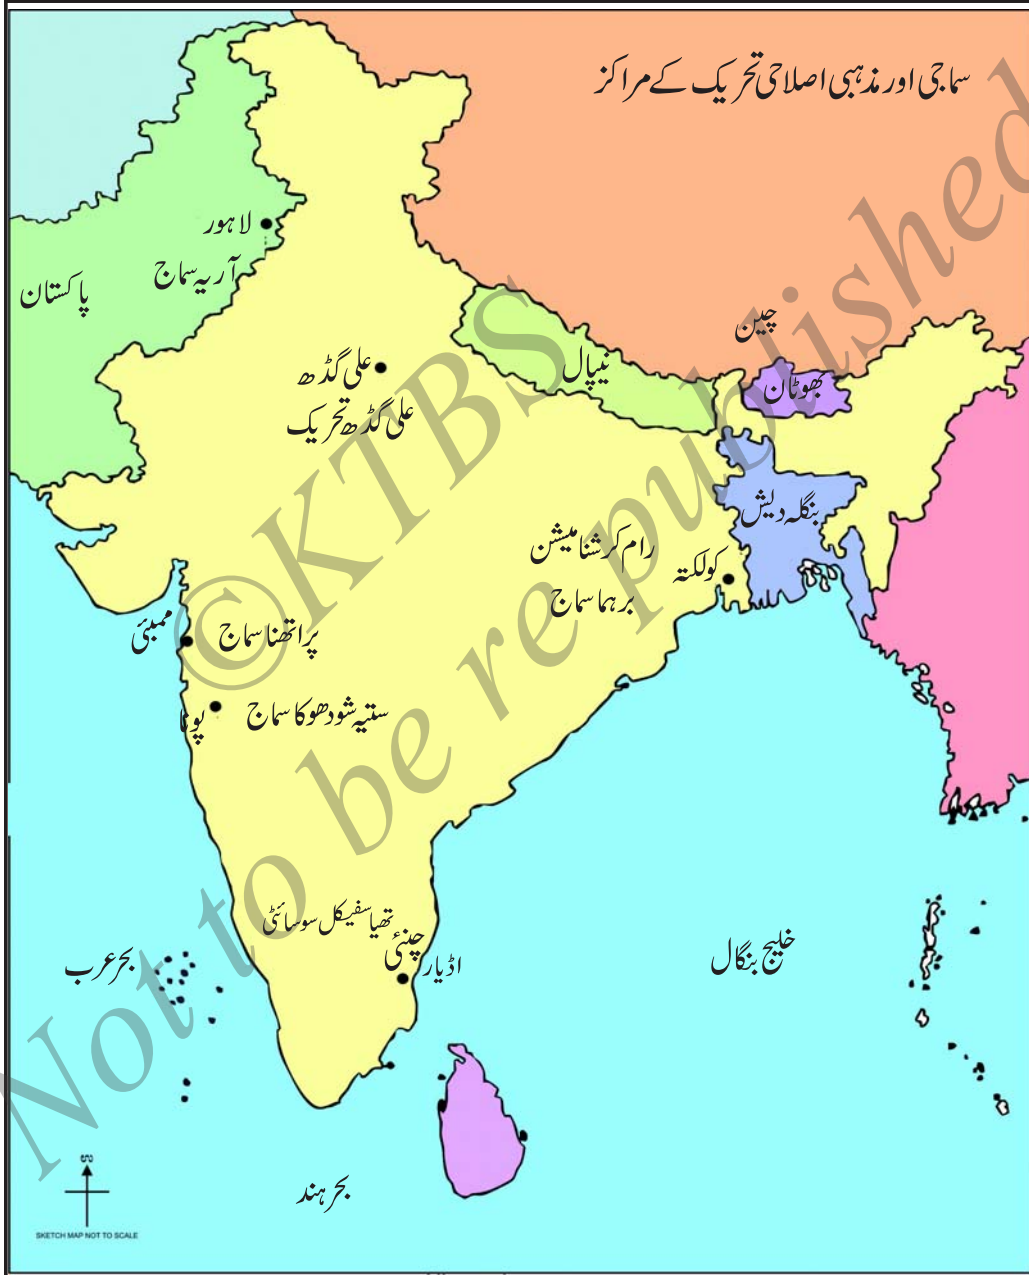 سماجی اور مذہبی اصلاحی تحریک کے مراکز
لاہور
آریہ سماج
پاکستان
چین
نیپال
بھوٹان
علی گڈھ
علی گڈھ تحریک
بنگلہ دیش
رام کرشنا میشن
کولکتہ
برہما سماج
ممبئی
پراتھنا سماج
پونا
ستیہ شودھوکا سماج
تھیاسفیکل سوسائٹی
چنئی
اڈیار
خلیج بنگال
بحر عرب
بحر ہند
SKETCH MAP NOT TO SCALE
©KTBS
Not to be republished